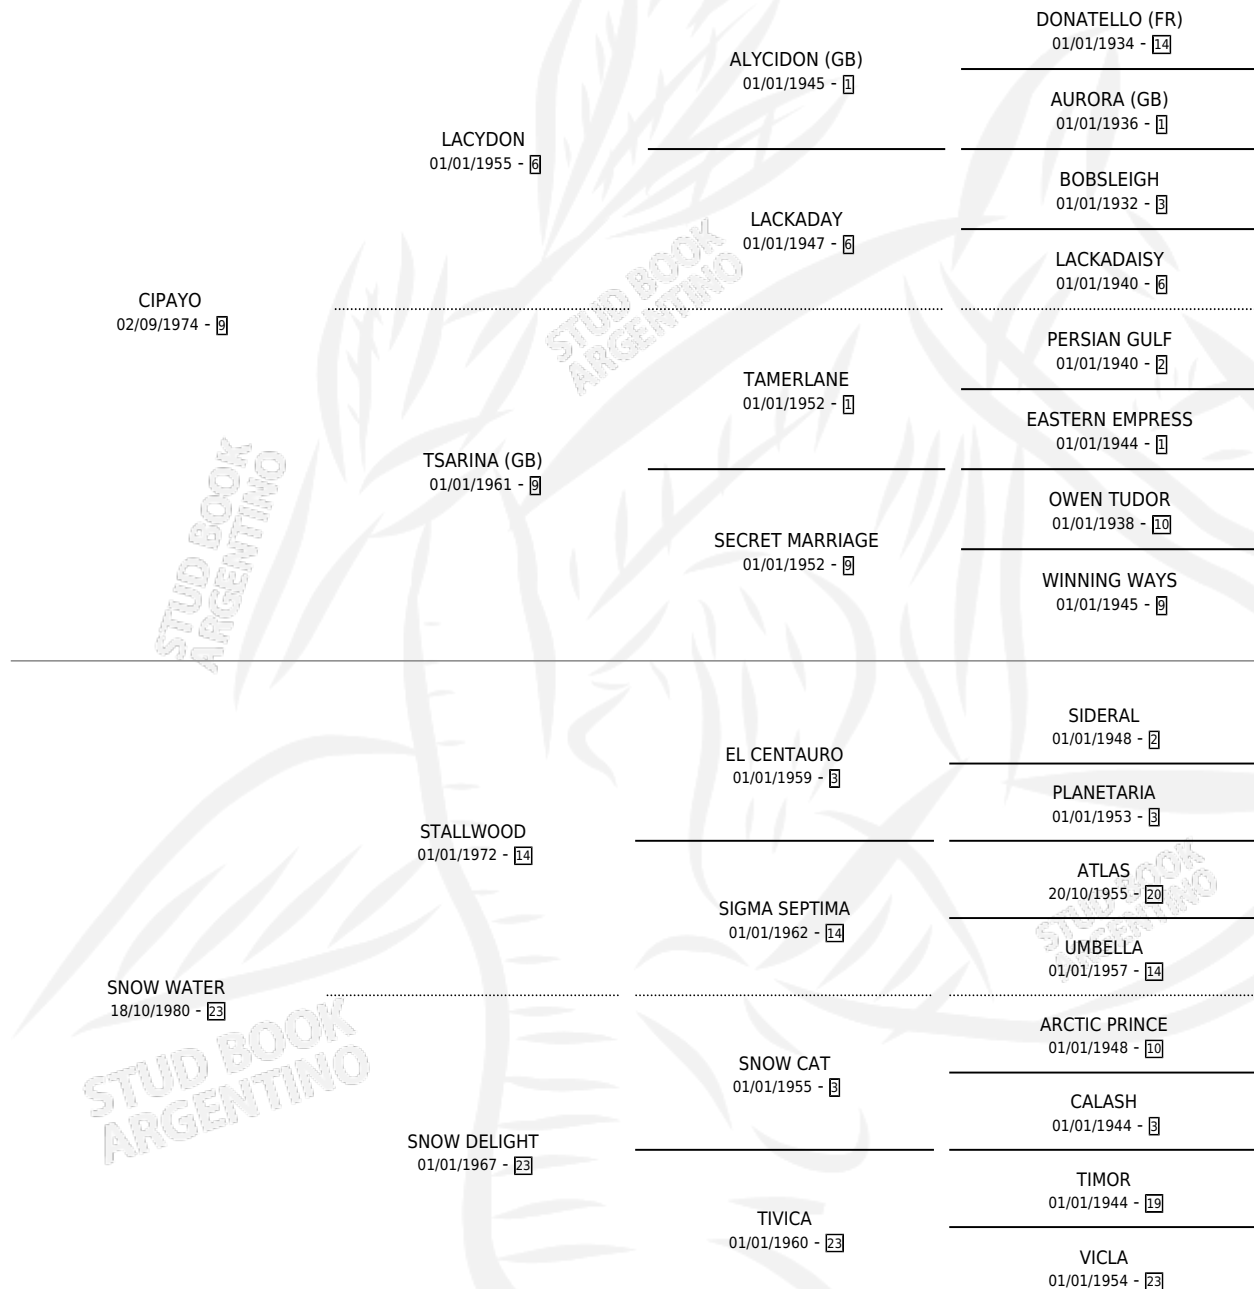 DONATELLO (FR)
01/01/1934 - 14
ALYCIDON (GB)
01/01/1945 - 1
AURORA (GB)
01/01/1936 - 1
LACYDON
01/01/1955 - 6
BOBSLEIGH
01/01/1932 - 3
LACKADAY
01/01/1947 - 6
LACKADAISY
01/01/1940 - 6
CIPAYO
02/09/1974 - 9
PERSIAN GULF
01/01/1940 - 2
TAMERLANE
01/01/1952 - 1
EASTERN EMPRESS
01/01/1944 - 1
TSARINA (GB)
01/01/1961 - 9
OWEN TUDOR
01/01/1938 - 10
SECRET MARRIAGE
01/01/1952 - 9
WINNING WAYS
01/01/1945 - 9
SIDERAL
01/01/1948 - 2
EL CENTAURO
01/01/1959 - 3
PLANETARIA
01/01/1953 - 3
STALLWOOD
01/01/1972 - 14
ATLAS
20/10/1955 - 20
SIGMA SEPTIMA
01/01/1962 - 14
UMBELLA
01/01/1957 - 14
SNOW WATER
18/10/1980 - 23
ARCTIC PRINCE
01/01/1948 - 10
SNOW CAT
01/01/1955 - 3
CALASH
01/01/1944 - 3
SNOW DELIGHT
01/01/1967 - 23
TIMOR
01/01/1944 - 19
TIVICA
01/01/1960 - 23
VICLA
01/01/1954 - 23
STUD BOOK
ARGENTINO
STUD BOOK
ARGENTINO
STUD BOOK
ARGENTINO
STUD BOOK
ARGENTINO